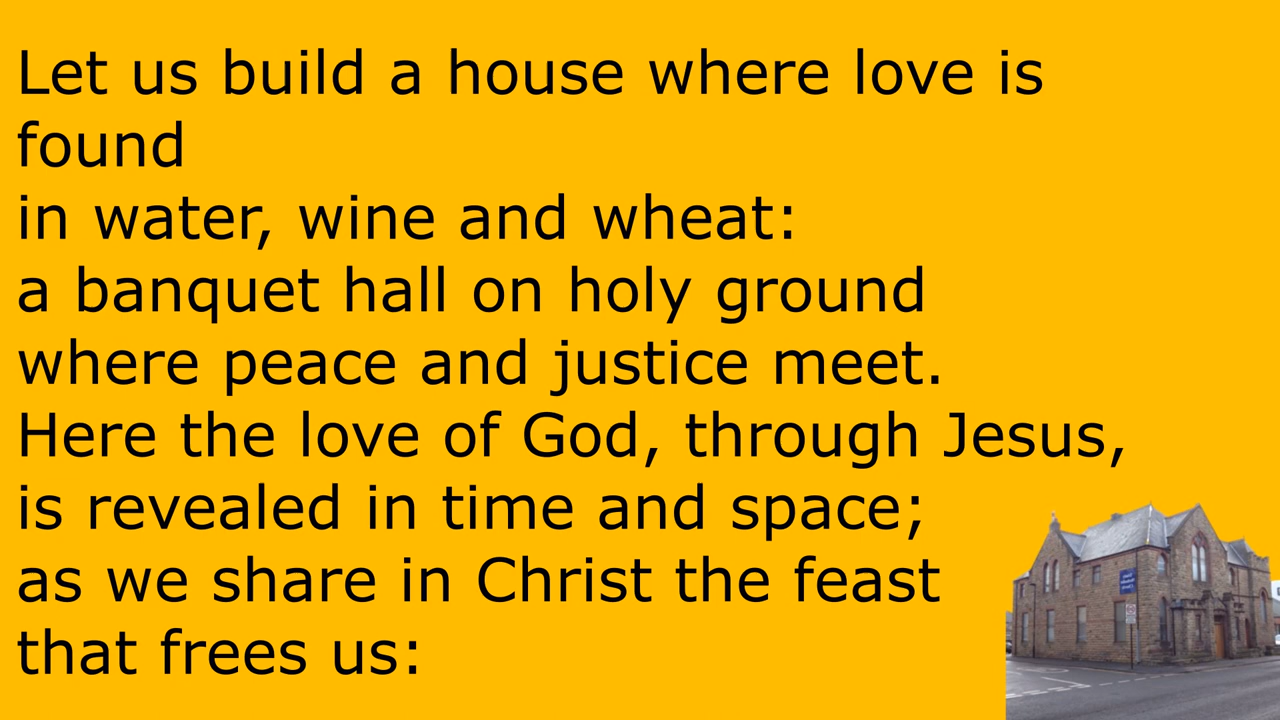 Let us build a house where love is
found
in water, wine and wheat:
a banquet hall on holy ground
where peace and justice meet.
Here the love of God, through Jesus,
is revealed in time and space;
as we share in Christ the feast
that frees us: